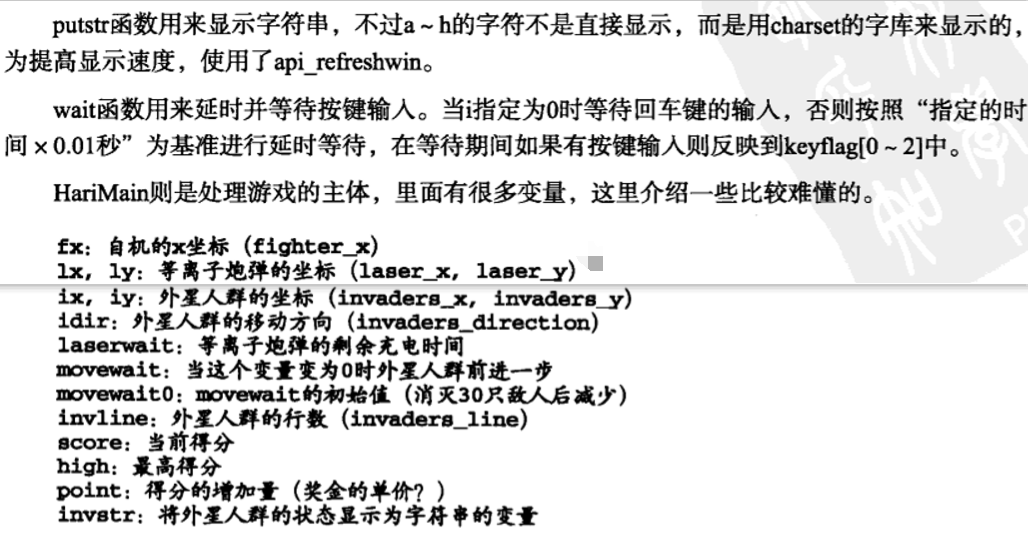 putstr函数用来显示字符串，不过a～h的字符不是直接显示，而是用charset的字库来显示的，
为提高显示速度，使用了api_refreshwin。
wait函数用来延时并等待按键输入。当i指定为0时等待回车键的输入，否则按照“指定的时
间×0.01秒”为基准进行延时等待，在等待期间如果有按键输入则反映到keyflag[0～2]中。
HariMain则是处理游戏的主体，里面有很多变量，这里介绍一些比较难懂的。
fx：自机的x坐标（fighter_x）
lx, ly：等离子炮弹的坐标（laser_x, laser_y）
ix, iy：外星人群的坐标（invaders_x, invaders_y）
idir：外星人群的移动方向（invaders_direction）
laserwait：等离子炮弹的剩余充电时间
movewait：当这个变量变为0时外星人群前进一步
movewait0：movewait的初始值（消灭30只敌人后减少）
invline：外星人群的行数（invaders_line）
score：当前得分
high：最高得分
point：得分的增加量（奖金的单价？）
invstr：将外星人群的状态显示为字符串的变量